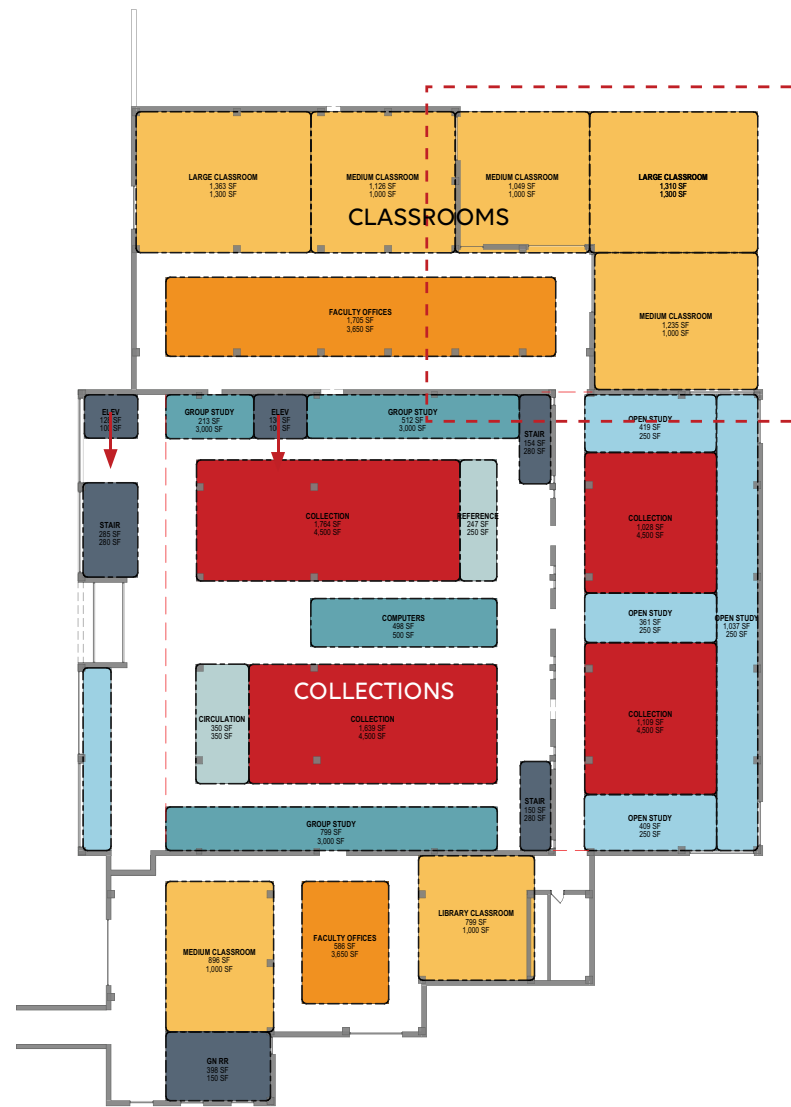 LARGE CLASSROOM
1,363 SF
1,300 SF
MEDIUM CLASSROOM
1,126 SF
1,000 SF
MEDIUM CLASSROOM
1,049 SF
1,000 SF
LARGE CLASSROOM
1,310 SF
1,300 SF
CLASSROOMS
FACULTY OFFICES
1,705 SF
3,650 SF
MEDIUM CLASSROOM
1,235 SF
1,000 SF
ELEV
SF
SF
GROUP STUDY
213 SF
3,000 SF
ELEV
SF
SF
GROUP STUDY
512 SF
3,000 SF
STAIR
154 SF
280 SF
OPEN STUDY
419 SF
250 SF
STAIR
285 SF
280 SF
COLLECTION
1,764 SF
4,500 SF
REFERENCE
247 SF
250 SF
COLLECTION
1,028 SF
4,500 SF
COMPUTERS
498 SF
500 SF
OPEN STUDY
361 SF
250 SF
OPEN STUDY
1,037 SF
250 SF
COLLECTIONS
CIRCULATION
350 SF
350 SF
COLLECTION
1,639 SF
4,500 SF
COLLECTION
1,109 SF
4,500 SF
STAIR
150 SF
280 SF
GROUP STUDY
799 SF
3,000 SF
OPEN STUDY
409 SF
250 SF
MEDIUM CLASSROOM
896 SF
1,000 SF
FACULTY OFFICES
586 SF
3,650 SF
LIBRARY CLASSROOM
799 SF
1,000 SF
GN RR
398 SF
150 SF